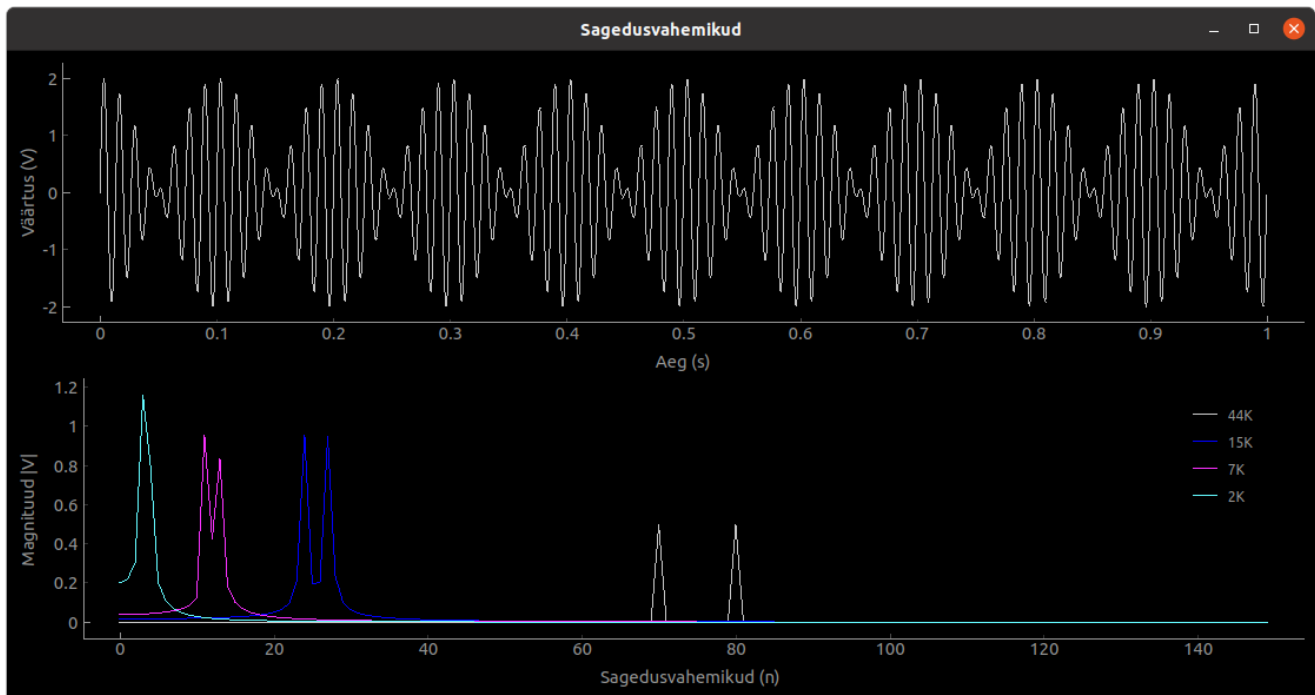 Sagedusvahemikud
2
1
0
-1
-2
Väärtus (V)
0 0.1 0.2 0.3 0.4 0.5 0.6 0.7 0.8 0.9 1
Aeg (s)
1.2
1
0.8
0.6
0.4
0.2
0
Magnituud |V|
44K
15K
7K
2K
0 20 40 60 80 100 120 140
Sagedusvahemikud (n)